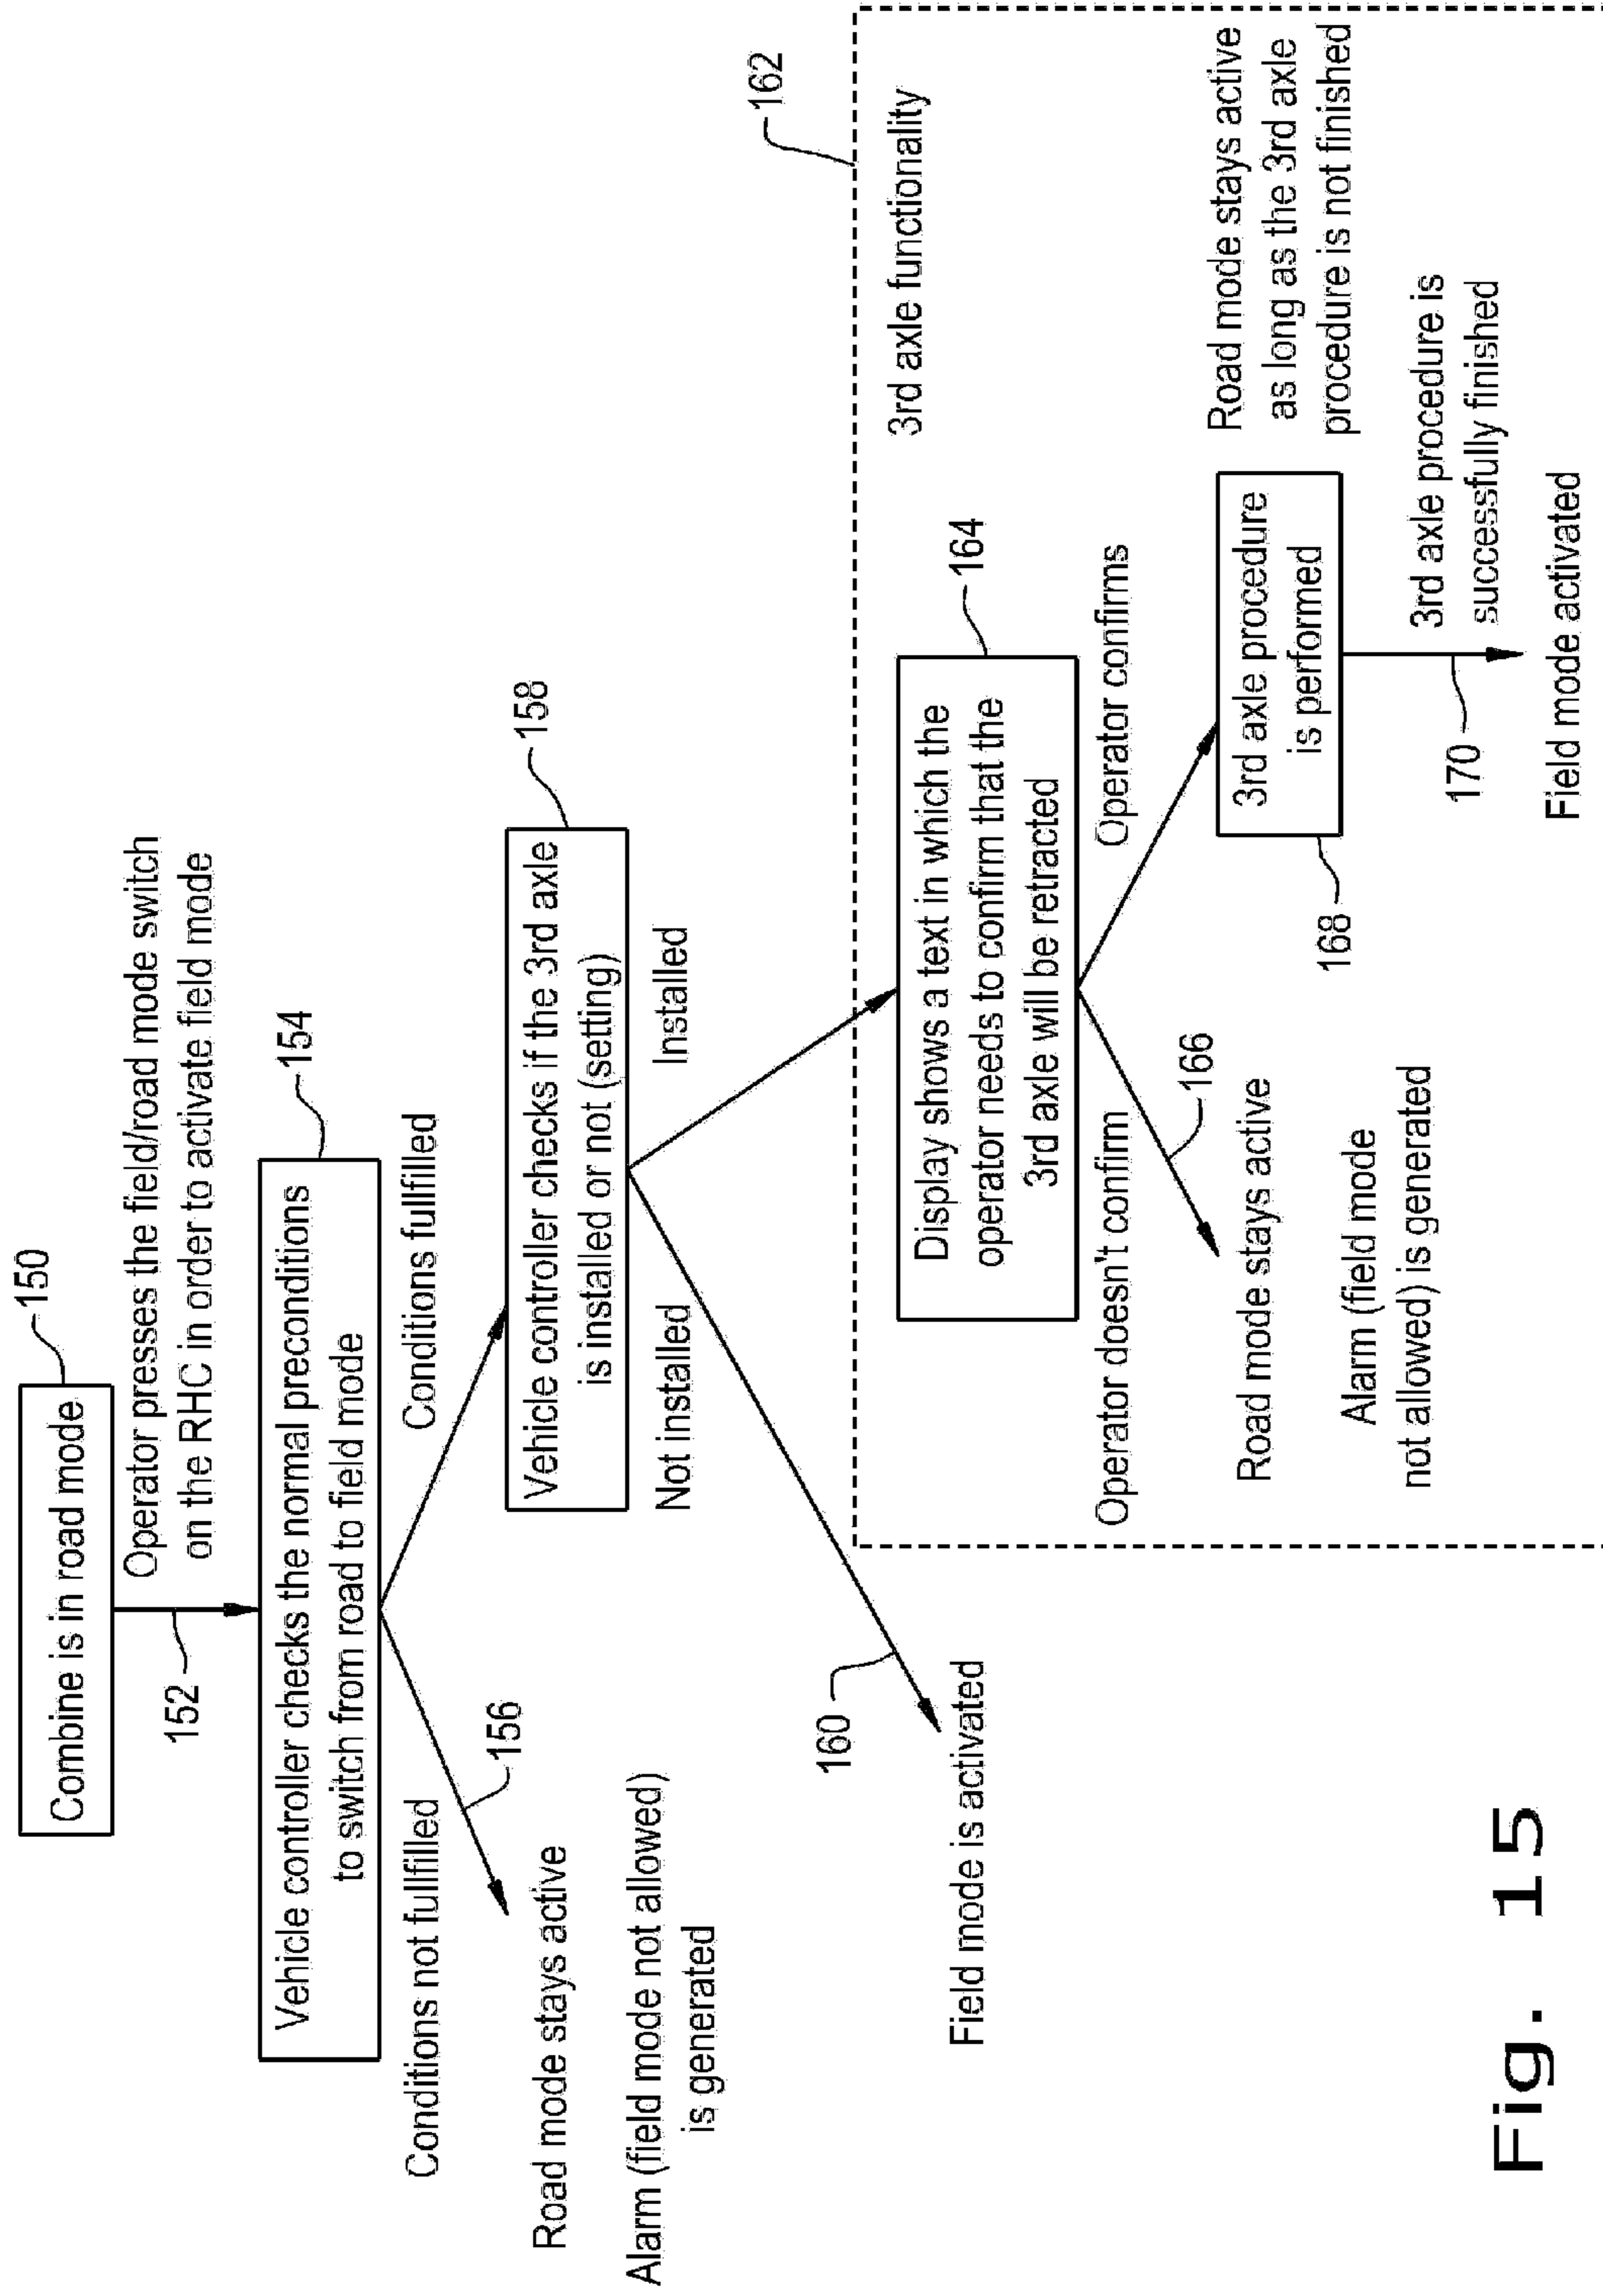 Combine is in road mode
150
152
Operator presses the field/road mode switch
on the RHC in order to activate field mode
154
Vehicle controller checks the normal preconditions
to switch from road to field mode
Conditions not fullfilled
Conditions fullfilled
156
Road mode stays active
Alarm (field mode not allowed)
is generated
158
Vehicle controller checks if the 3rd axle
is installed or not (setting)
Not installed
Installed
160
Field mode is activated
162
3rd axle functionality
164
Display shows a text in which the
operator needs to confirm that the
3rd axle will be retracted
Operator doesn't confirm
Operator confirms
166
Road mode stays active
Alarm (field mode
not allowed) is generated
168
3rd axle procedure
is performed
Road mode stays active
as long as the 3rd axle
procedure is not finished
170
3rd axle procedure is
successfully finished
Field mode activated
Fig. 15